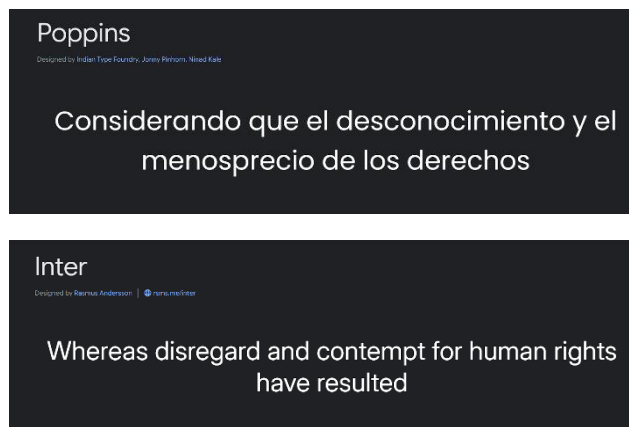 Poppins
Designed by Indian Type Foundry, Jonny Pinhorn, Ninad Kale
Considerando que el desconocimiento y el
menosprecio de los derechos
Inter
Designed by Rasmus Andersson | rsms.me/inter
Whereas disregard and contempt for human rights
have resulted